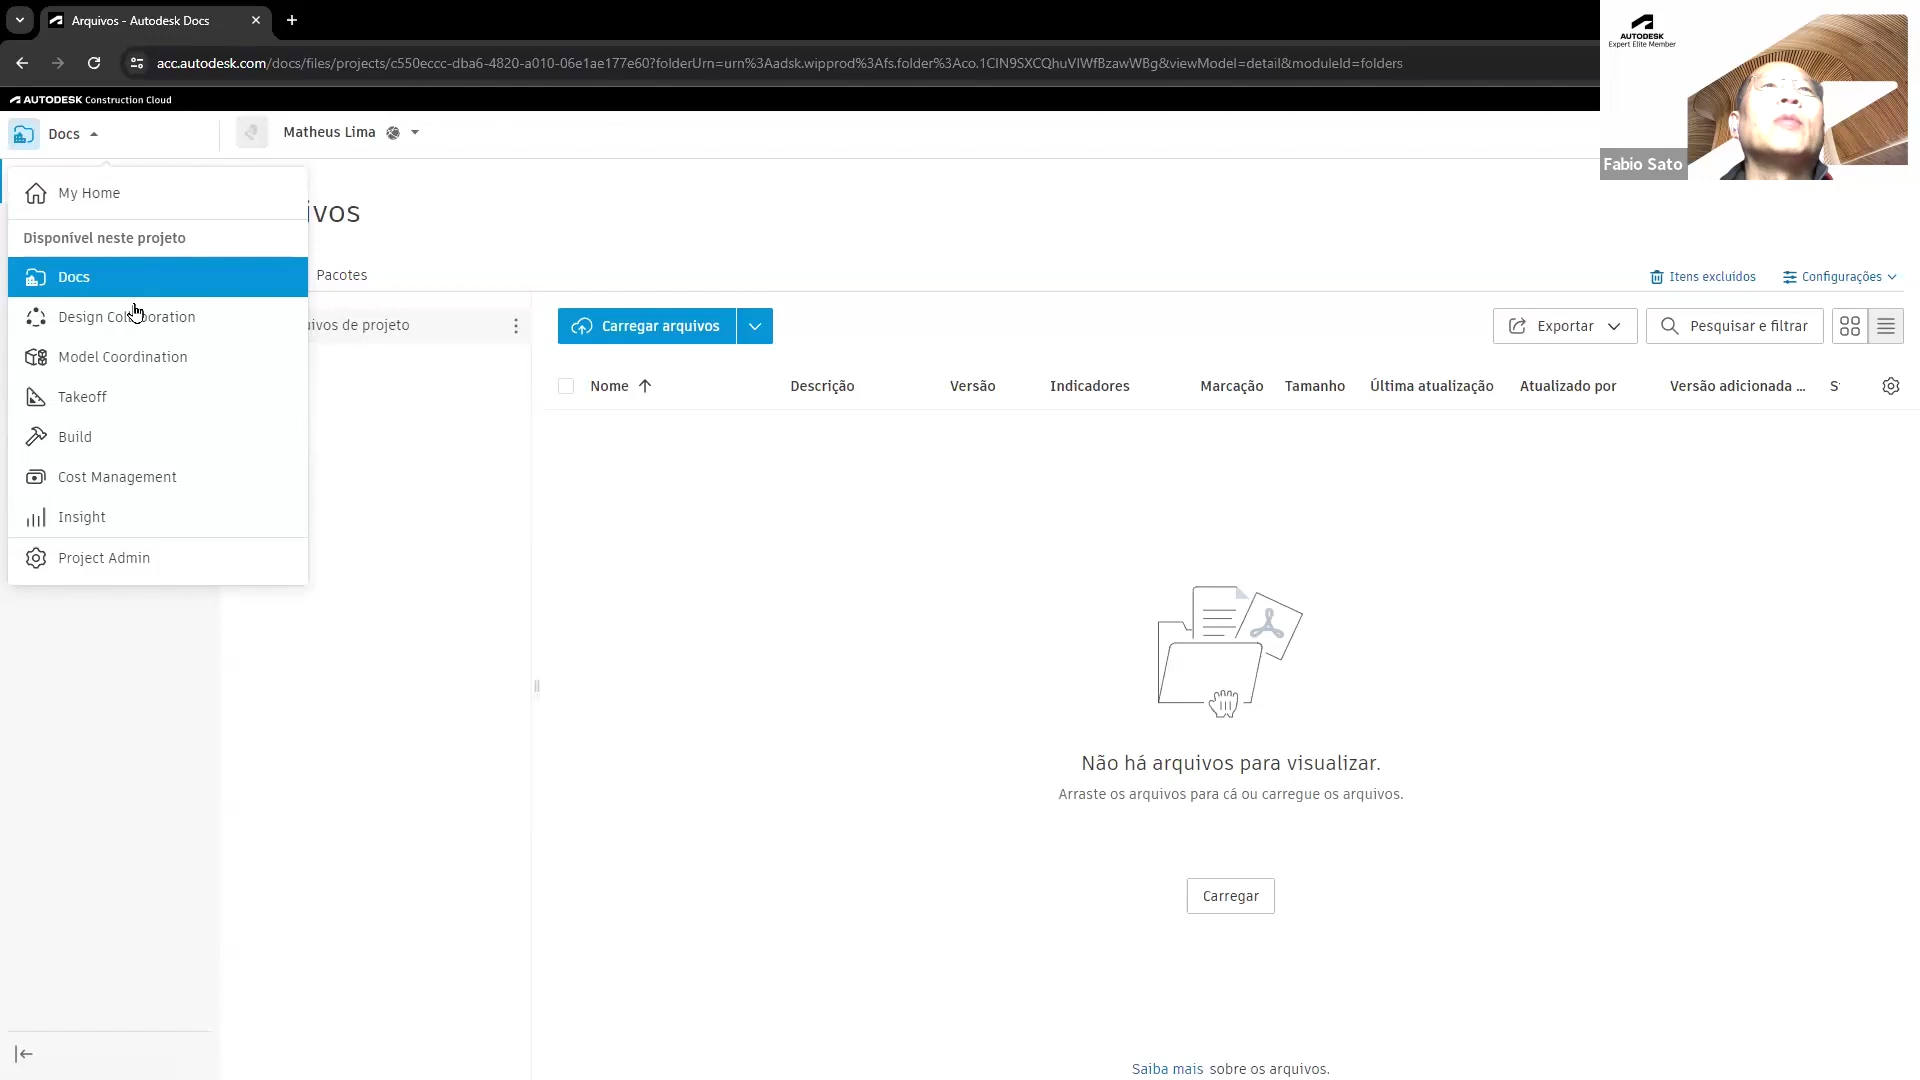 Arquivos - Autodesk Docs
acc.autodesk.com/docs/files/projects/c550eccc-dba6-4820-a010-06e1ae177e60?folderUrn=urn%3Aadsk.wipprod%3Afs.folder%3Aco.1CIN9SXCQhuVIWfBzawWBg&viewModel=detail&moduleId=folders
AUTODESK Construction Cloud
AUTODESK
Expert Elite Member
Fabio Sato
Docs
Matheus Lima
My Home
Disponível neste projeto
Docs
Design Collaboration
Model Coordination
Takeoff
Build
Cost Management
Insight
Project Admin
ivos
Pacotes
Itens excluídos
Configurações
uivos de projeto
Carregar arquivos
Exportar
Pesquisar e filtrar
Nome Descrição Versão Indicadores Marcação Tamanho Última atualização Atualizado por Versão adicionada ... S
Não há arquivos para visualizar.
Arraste os arquivos para cá ou carregue os arquivos.
Carregar
Saiba mais sobre os arquivos.